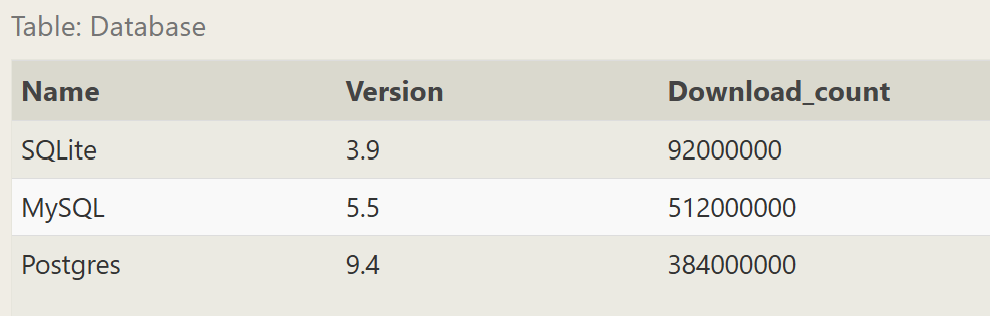 Table: Database
Name Version Download_count
SQLite 3.9 92000000
MySQL 5.5 512000000
Postgres 9.4 384000000